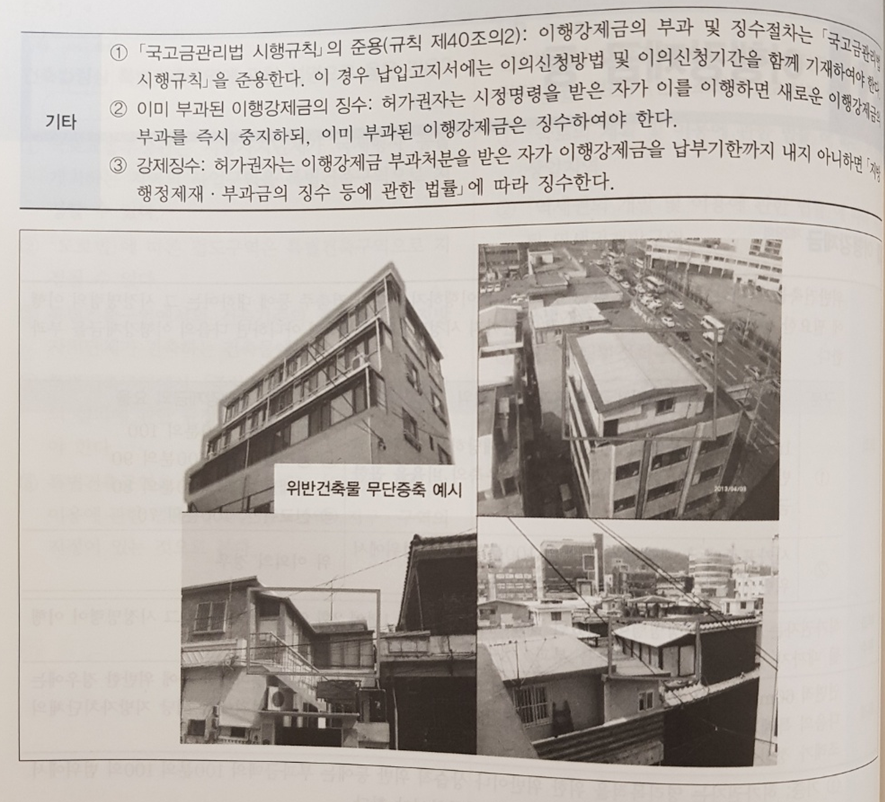 ① 「국고금관리법 시행규칙」의 준용(규칙 제40조의2): 이행강제금의 부과 및 징수절차는 「국고금관리법
시행규칙」을 준용한다. 이 경우 납입고지서에는 이의신청방법 및 이의신청기간을 함께 기재하여야 한다.
기타
② 이미 부과된 이행강제금의 징수: 허가권자는 시정명령을 받은 자가 이를 이행하면 새로운 이행강제금의
부과를 즉시 중지하되, 이미 부과된 이행강제금은 징수하여야 한다.
③ 강제징수: 허가권자는 이행강제금 부과처분을 받은 자가 이행강제금을 납부기한까지 내지 아니하면 「지방
행정제재·부과금의 징수 등에 관한 법률」에 따라 징수한다.
위반건축물 무단증축 예시